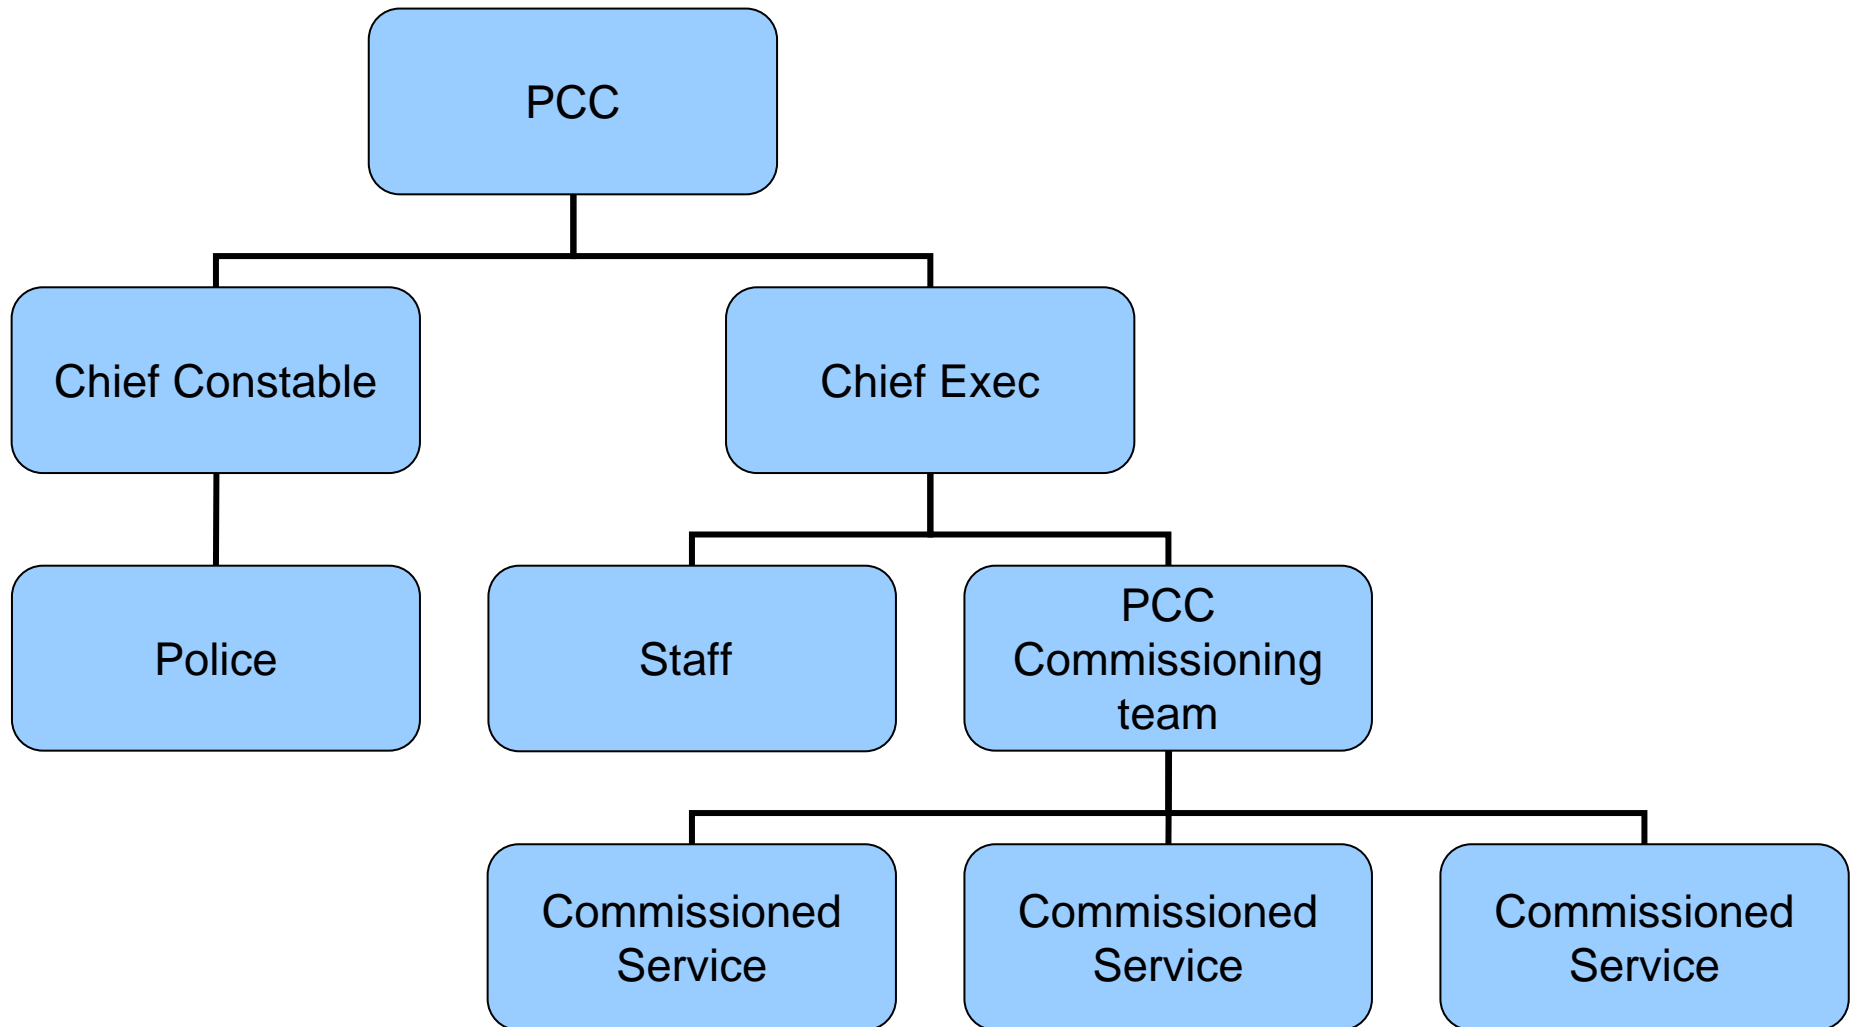 PCC
Chief Constable
Chief Exec
Police
Staff
PCC
Commissioning
team
Commissioned
Service
Commissioned
Service
Commissioned
Service